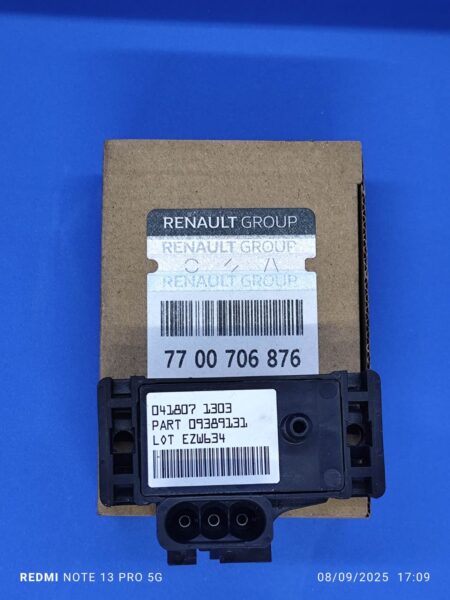 RENAULT GROUP
RENAULT GROUP
RENAULT GROUP
77 00 706 876
041807 1303
PART 09389131
LOT EZW634
REDMI NOTE 13 PRO 5G
08/09/2025 17:09